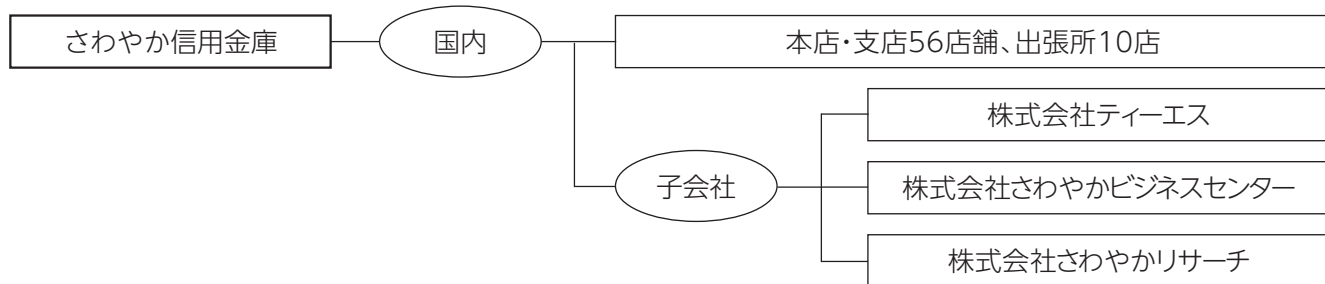 さわやか信用金庫
国内
本店・支店56店舗、出張所10店
子会社
株式会社ティーエス
株式会社さわやかビジネスセンター
株式会社さわやかリサーチ